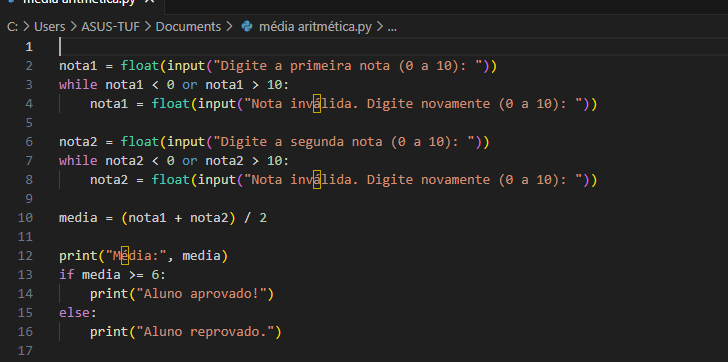 média aritmética.py
C: > Users > ASUS-TUF > Documents > média aritmética.py > ...
1
2 nota1 = float(input("Digite a primeira nota (0 a 10): "))
3 while nota1 < 0 or nota1 > 10:
4     nota1 = float(input("Nota inválida. Digite novamente (0 a 10): "))
5
6 nota2 = float(input("Digite a segunda nota (0 a 10): "))
7 while nota2 < 0 or nota2 > 10:
8     nota2 = float(input("Nota inválida. Digite novamente (0 a 10): "))
9
10 media = (nota1 + nota2) / 2
11
12 print("Média:", media)
13 if media >= 6:
14     print("Aluno aprovado!")
15 else:
16     print("Aluno reprovado.")
17